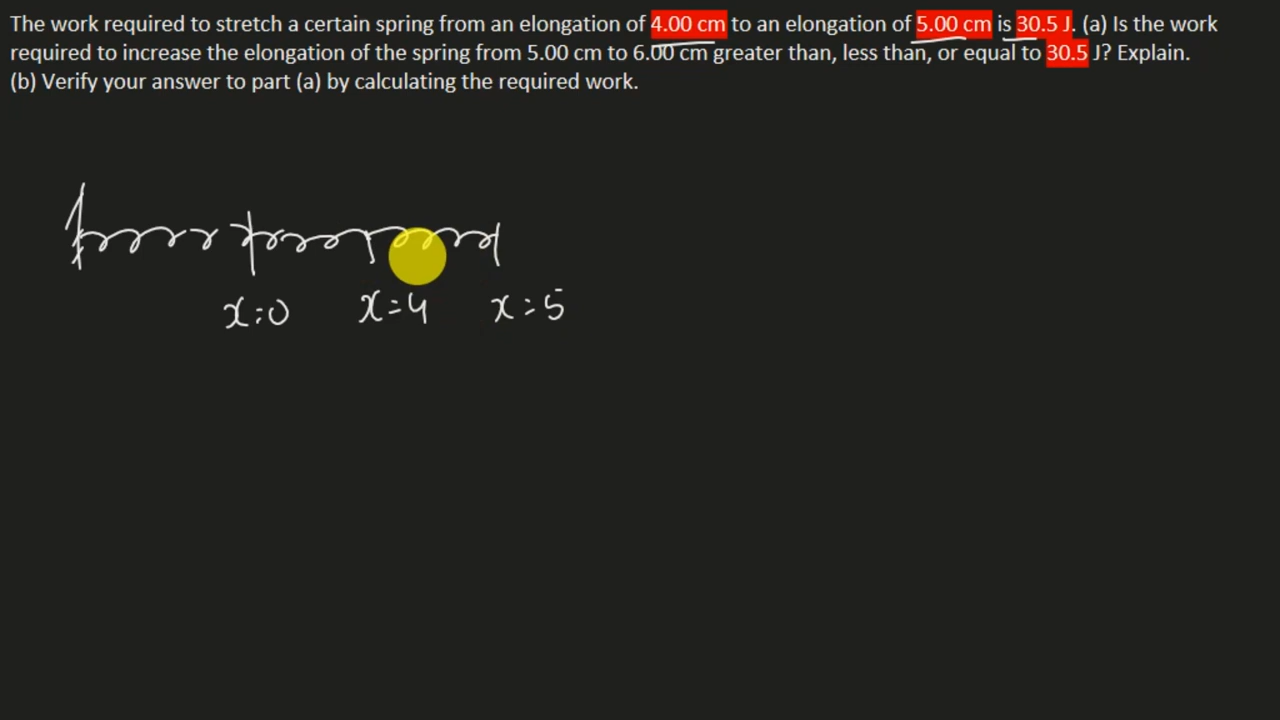 The work required to stretch a certain spring from an elongation of 4.00 cm to an elongation of 5.00 cm is 30.5 J. (a) Is the work
required to increase the elongation of the spring from 5.00 cm to 6.00 cm greater than, less than, or equal to 30.5 J? Explain.
(b) Verify your answer to part (a) by calculating the required work.
x=0 x=4 x=5